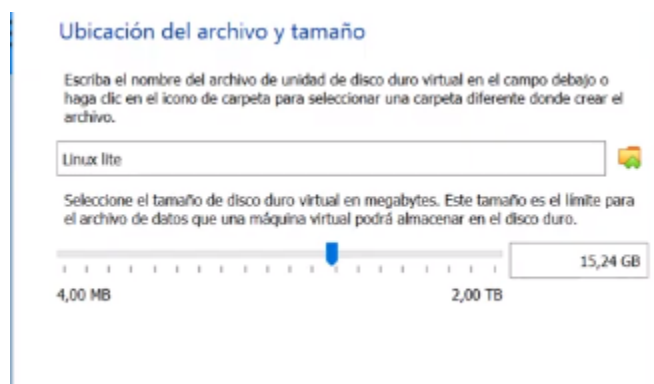 Ubicación del archivo y tamaño
Escriba el nombre del archivo de unidad de disco duro virtual en el campo debajo o
haga clic en el icono de carpeta para seleccionar una carpeta diferente donde crear el
archivo.
Linux lite
Seleccione el tamaño de disco duro virtual en megabytes. Este tamaño es el límite para
el archivo de datos que una máquina virtual podrá almacenar en el disco duro.
15,24 GB
4,00 MB 2,00 TB